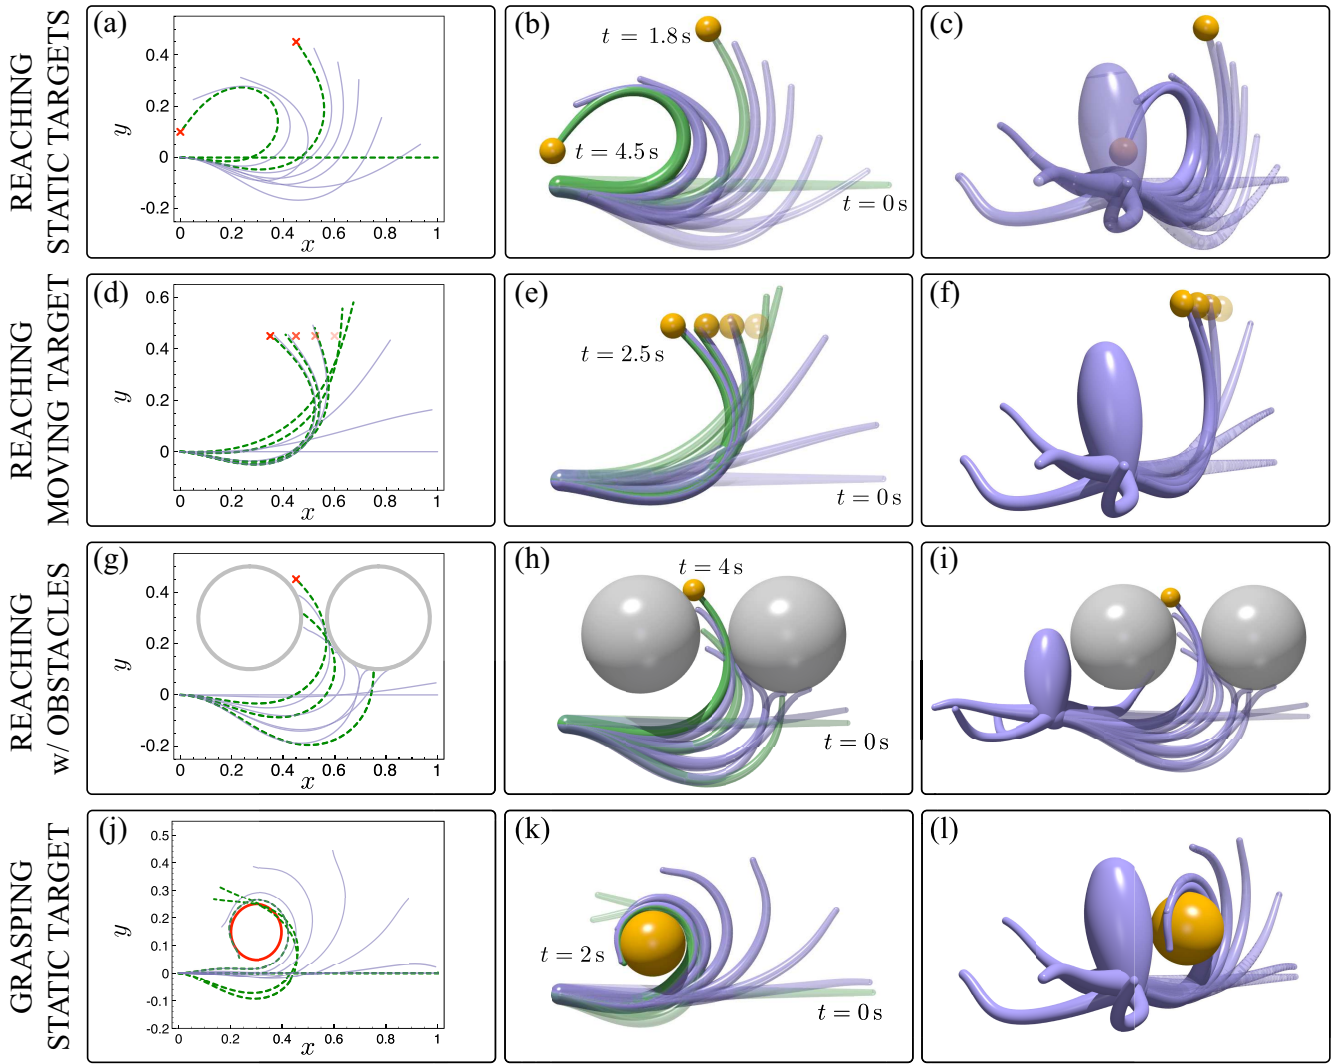 REACHING
STATIC TARGETS
(a)
0.4
0.2
0
-0.2
y
0 0.2 0.4 0.6 0.8 1
x
(b)
t = 1.8 s
t = 4.5 s
t = 0 s
(c)
REACHING
MOVING TARGET
(d)
0.6
0.4
0.2
0
y
0 0.2 0.4 0.6 0.8 1
x
(e)
t = 2.5 s
t = 0 s
(f)
REACHING
w/ OBSTACLES
(g)
0.4
0.2
0
-0.2
y
0 0.2 0.4 0.6 0.8 1
x
(h)
t = 4 s
t = 0 s
(i)
GRASPING
STATIC TARGET
(j)
0.5
0.4
0.3
0.2
0.1
0
-0.1
-0.2
y
0 0.2 0.4 0.6 0.8 1
x
(k)
t = 2 s
t = 0 s
(l)